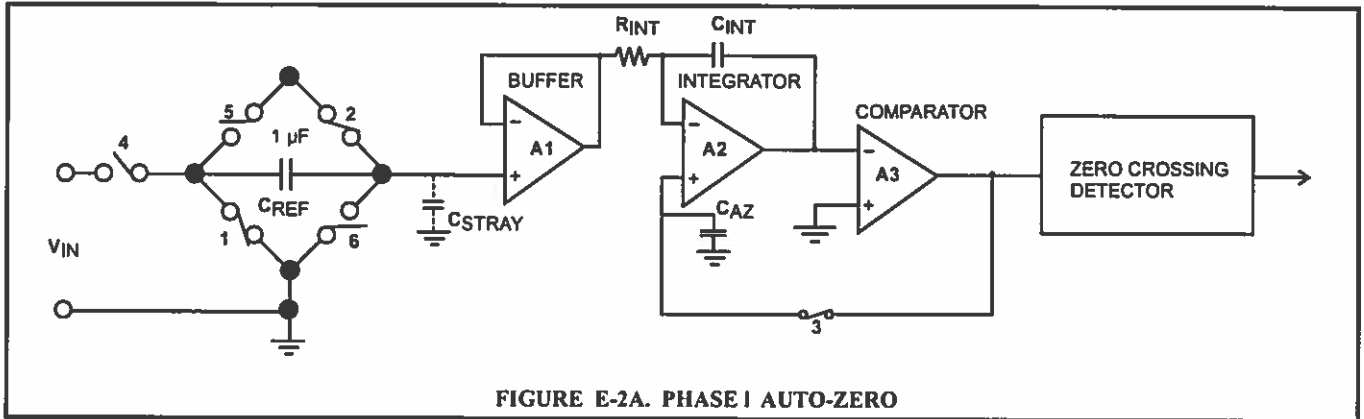 RINT
CINT
BUFFER
INTEGRATOR
COMPARATOR
5
2
1 µF
4
CREF
A1
A2
A3
ZERO CROSSING
DETECTOR
CSTRAY
CAZ
VIN
1
6
3
FIGURE E-2A. PHASE I AUTO-ZERO